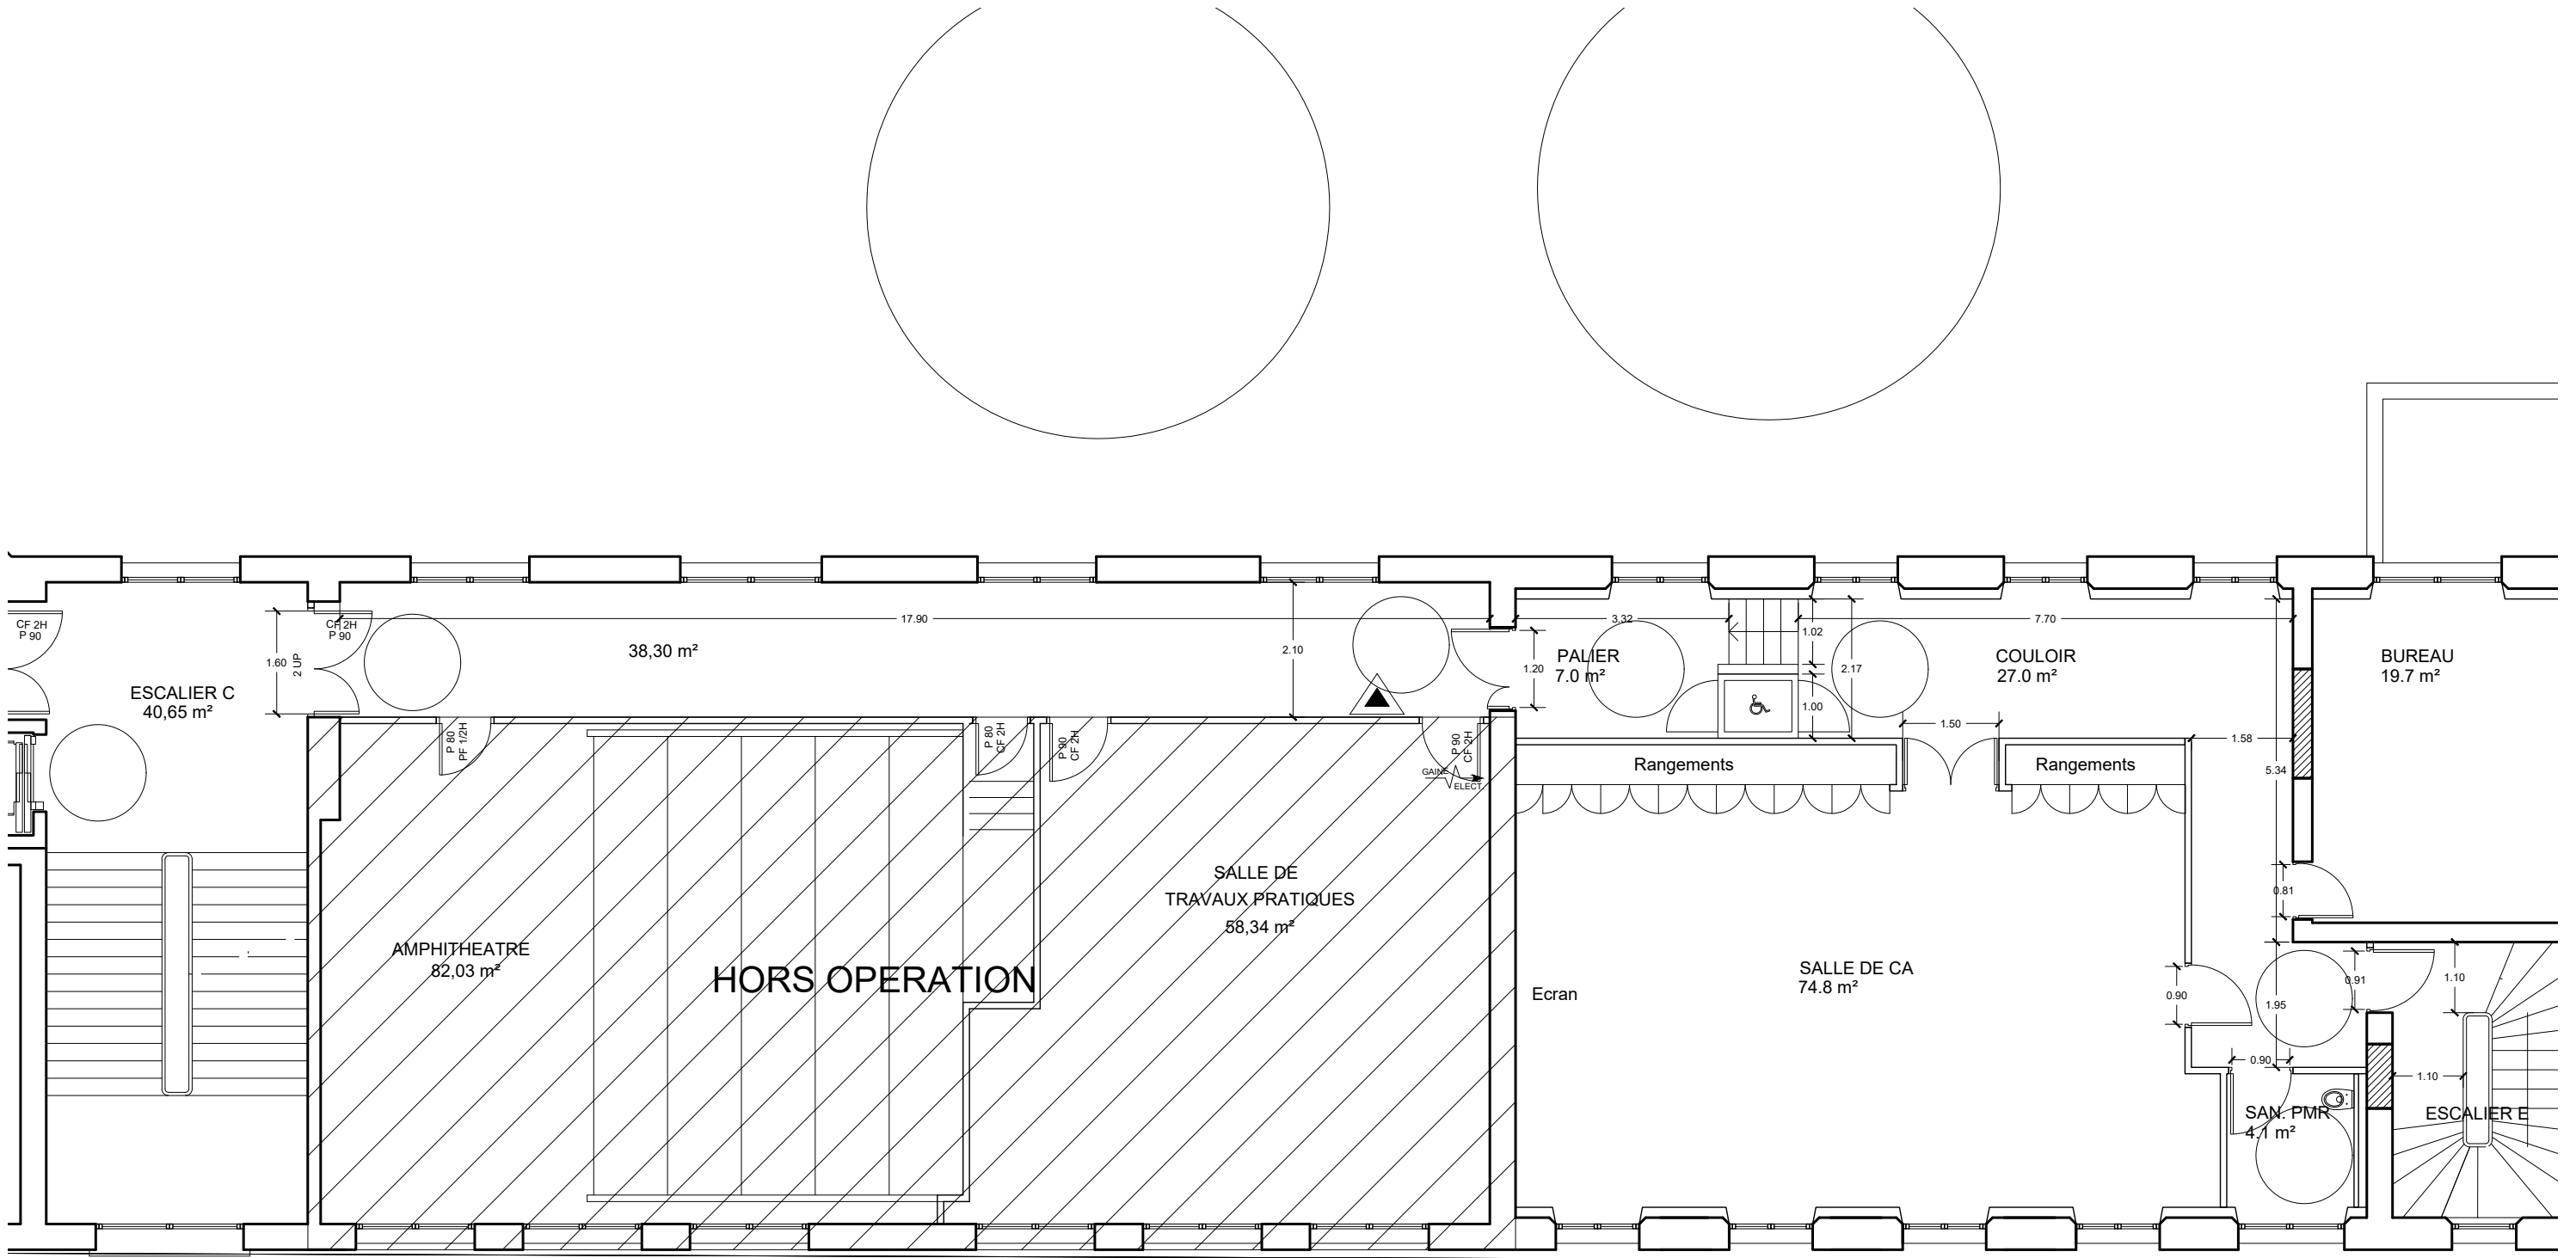 CF 2H
P 90
1.60
2 UP
CF 2H
P 90
ESCALIER C
40,65 m²
17.90
38,30 m²
2.10
P 80
PF 1/2H
P 80
CF 2H
P 90
CF 2H
P 90
CF 2H
GAINE
ELECT
1.20
3.32
PALIER
7.0 m²
1.02
2.17
1.00
7.70
COULOIR
27.0 m²
1.50
1.58
5.34
BUREAU
19.7 m²
Rangements
Rangements
0.81
SALLE DE
TRAVAUX PRATIQUES
58,34 m²
AMPHITHEATRE
82,03 m²
HORS OPERATION
Ecran
SALLE DE CA
74.8 m²
0.90
1.95
0.91
1.10
0.90
1.10
SAN. PMR
4.1 m²
ESCALIER E